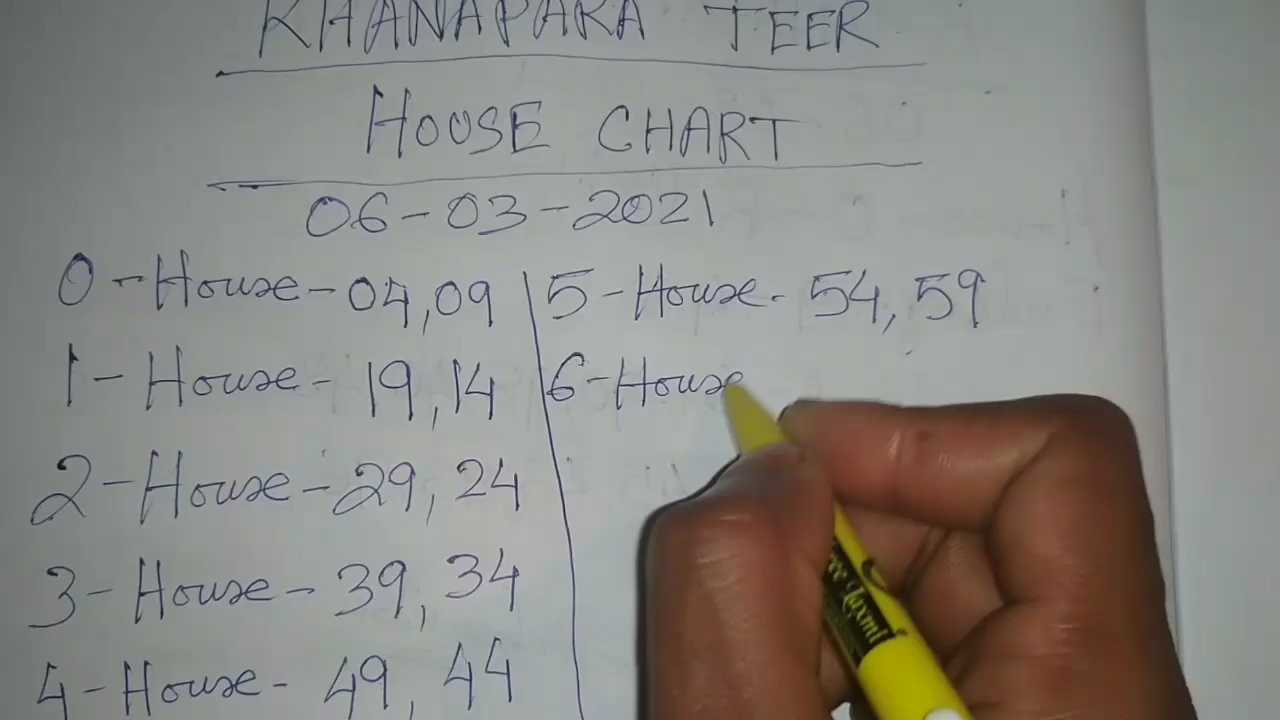 KHANAPARA TEER
HOUSE CHART
06-03-2021
0-House-04,09
1-House-19,14
2-House-29,24
3-House-39,34
4-House-49,44
5-House-54,59
6-House